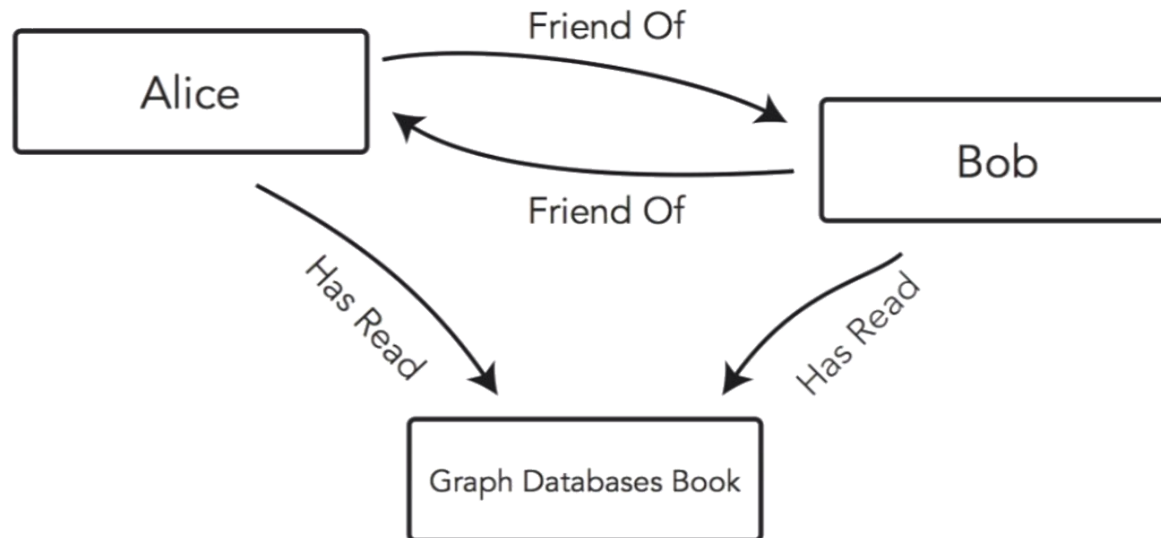 Friend Of
Alice
Bob
Friend Of
Has Read
Has Read
Graph Databases Book